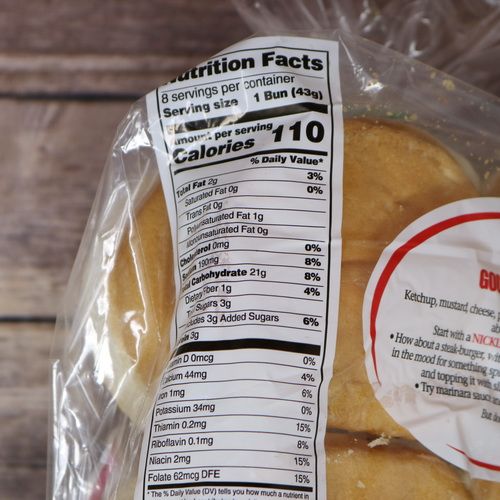 Nutrition Facts
8 servings per container
Serving size 1 Bun (43g)
Amount per serving
Calories 110
% Daily Value*
Total Fat 2g 3%
Saturated Fat 0g 0%
Trans Fat 0g
Polyunsaturated Fat 1g
Monounsaturated Fat 0g
Cholesterol 0mg 0%
Sodium 190mg 8%
Total Carbohydrate 21g 8%
Dietary Fiber 1g 4%
Total Sugars 3g
Includes 3g Added Sugars 6%
Protein 3g
Vitamin D 0mcg 0%
Calcium 44mg 4%
Iron 1mg 6%
Potassium 34mg 0%
Thiamin 0.2mg 15%
Riboflavin 0.1mg 8%
Niacin 2mg 15%
Folate 62mcg DFE 15%
*The % Daily Value (DV) tells you how much a nutrient in
Ketchup, mustard, cheese,
Start with a
• How about a steak-burger,
in the mood for something
and topping it with
• Try marinara sauce
But